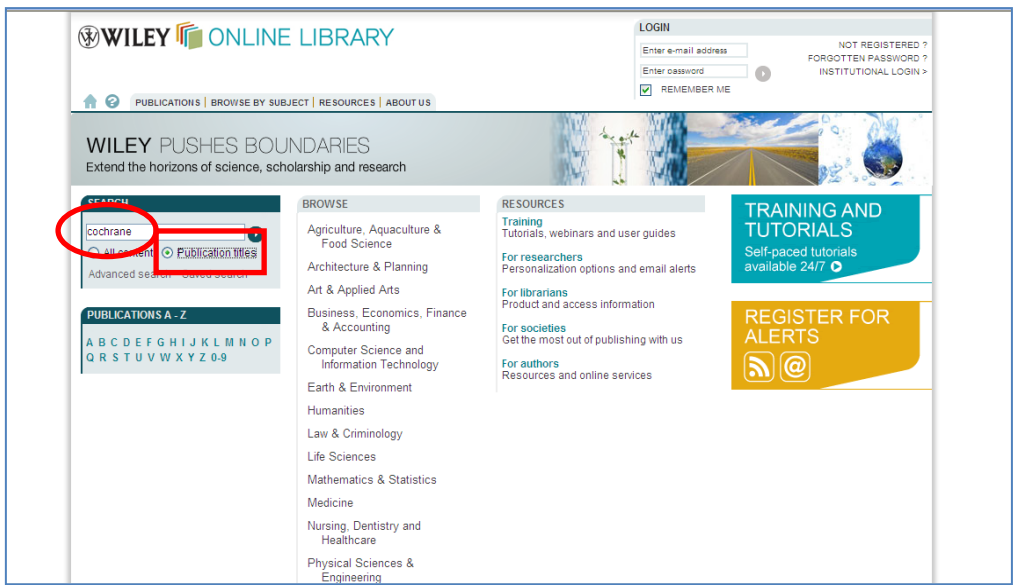 WILEY ONLINE LIBRARY
LOGIN
Enter e-mail address
Enter password
REMEMBER ME
NOT REGISTERED ?
FORGOTTEN PASSWORD ?
INSTITUTIONAL LOGIN >
PUBLICATIONS | BROWSE BY SUBJECT | RESOURCES | ABOUT US
WILEY PUSHES BOUNDARIES
Extend the horizons of science, scholarship and research
SEARCH
cochrane
All content Publication titles
Advanced search Saved search
PUBLICATIONS A - Z
A B C D E F G H I J K L M N O P
Q R S T U V W X Y Z 0-9
BROWSE
Agriculture, Aquaculture &
Food Science
Architecture & Planning
Art & Applied Arts
Business, Economics, Finance
& Accounting
Computer Science and
Information Technology
Earth & Environment
Humanities
Law & Criminology
Life Sciences
Mathematics & Statistics
Medicine
Nursing, Dentistry and
Healthcare
Physical Sciences &
Engineering
RESOURCES
Training
Tutorials, webinars and user guides
For researchers
Personalization options and email alerts
For librarians
Product and access information
For societies
Get the most out of publishing with us
For authors
Resources and online services
TRAINING AND
TUTORIALS
Self-paced tutorials
available 24/7
REGISTER FOR
ALERTS